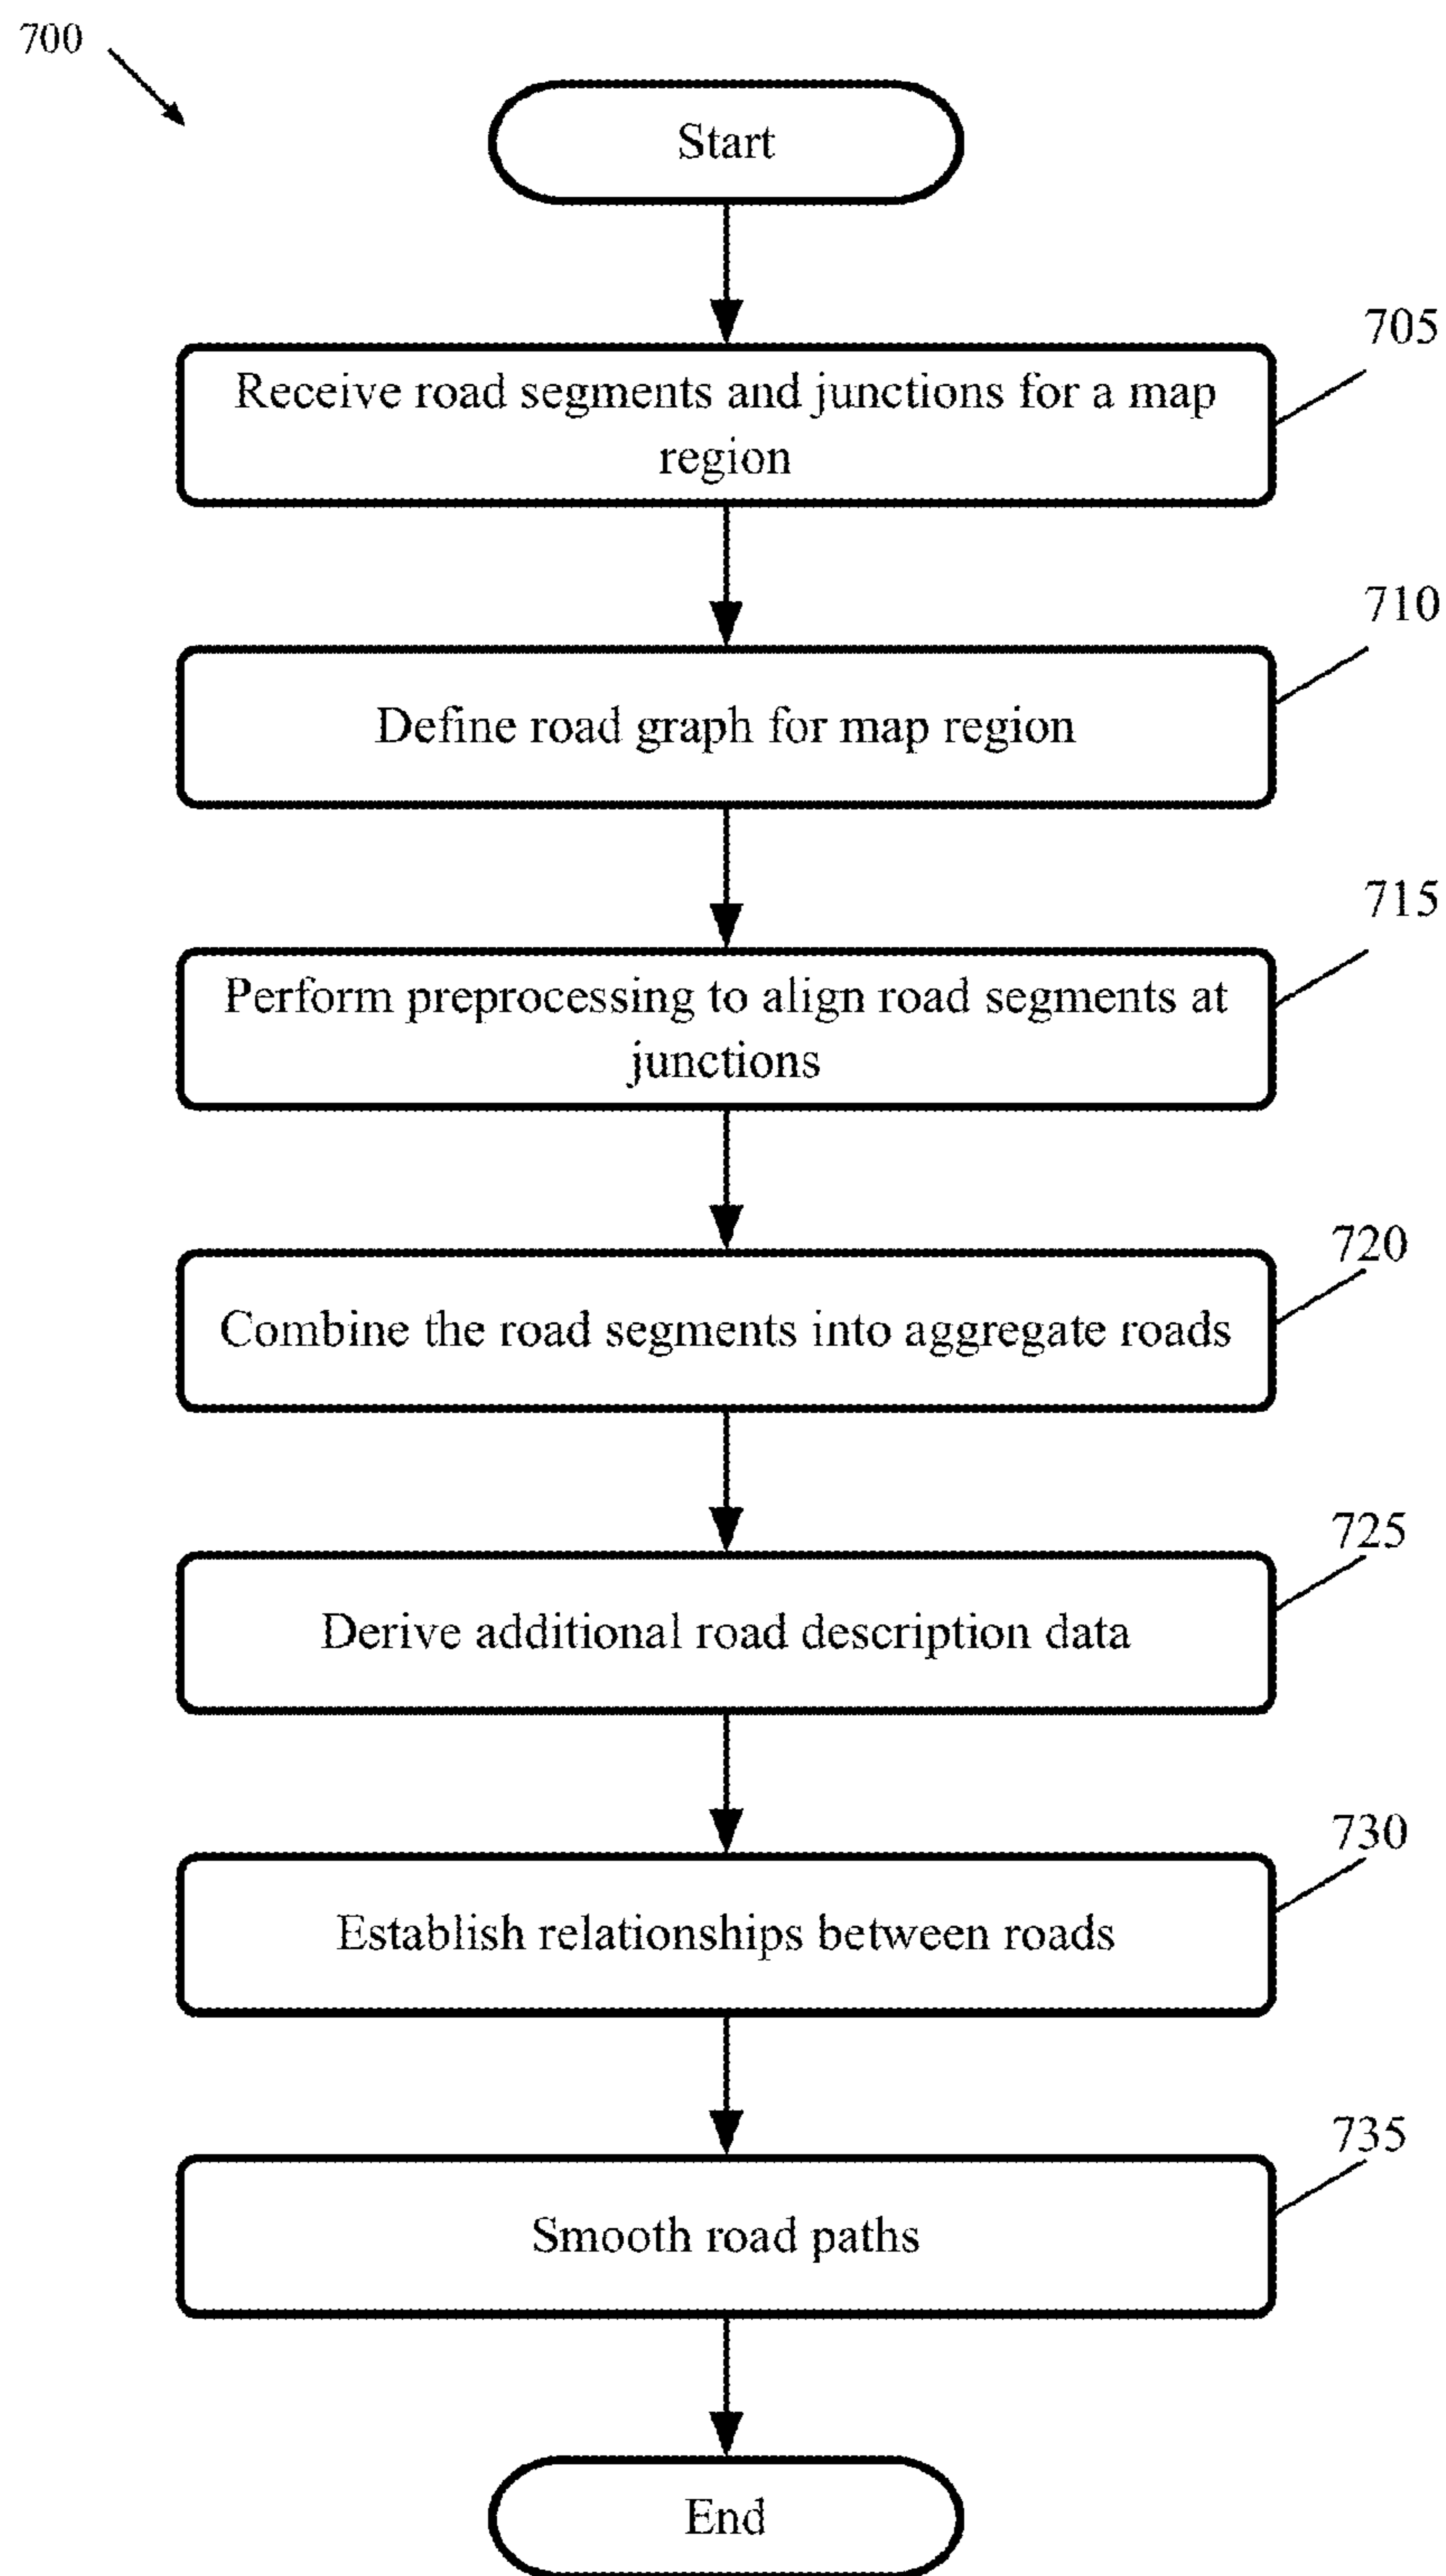 700
Start
705
Receive road segments and junctions for a map
region
710
Define road graph for map region
715
Perform preprocessing to align road segments at
junctions
720
Combine the road segments into aggregate roads
725
Derive additional road description data
730
Establish relationships between roads
735
Smooth road paths
End